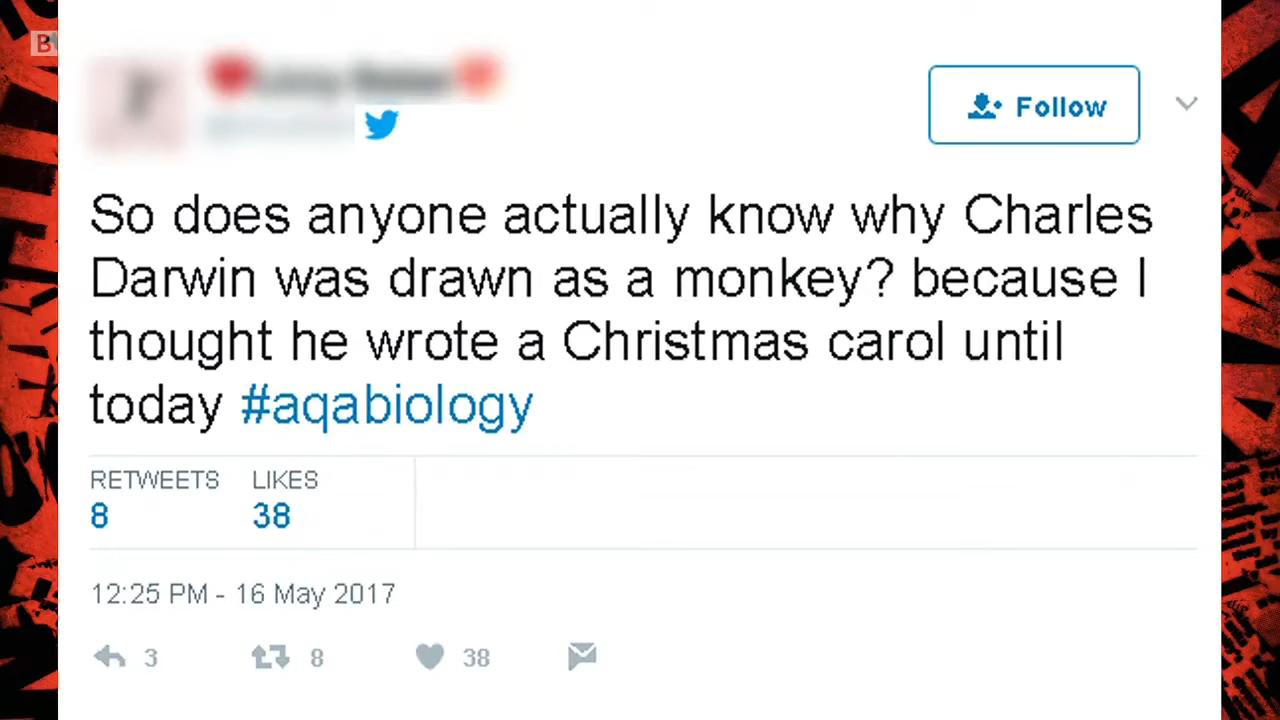 B
Follow
So does anyone actually know why Charles
Darwin was drawn as a monkey? because I
thought he wrote a Christmas carol until
today #aqabiology
RETWEETS LIKES
8 38
12:25 PM - 16 May 2017
3 8 38